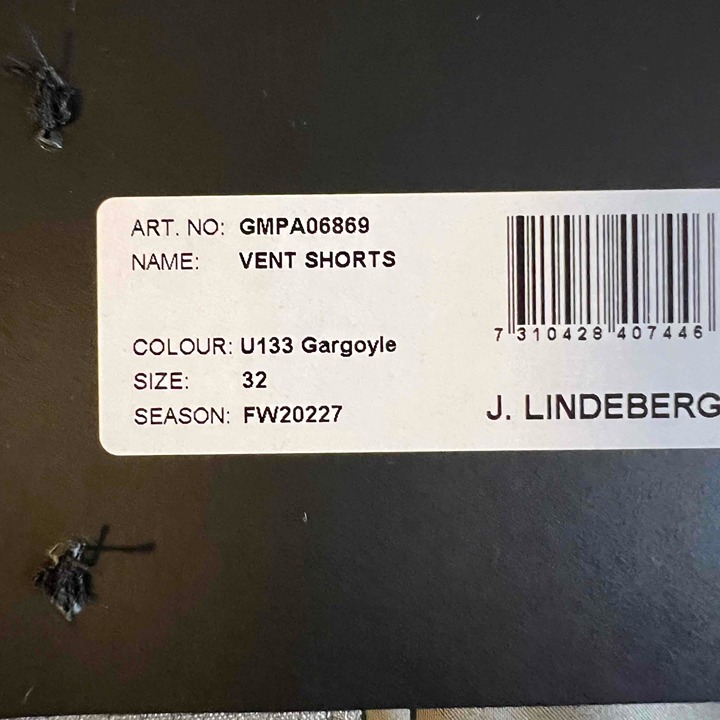 ART. NO: GMPA06869
NAME: VENT SHORTS
COLOUR: U133 Gargoyle
SIZE: 32
SEASON: FW20227
7 310428 407446
J. LINDEBERG